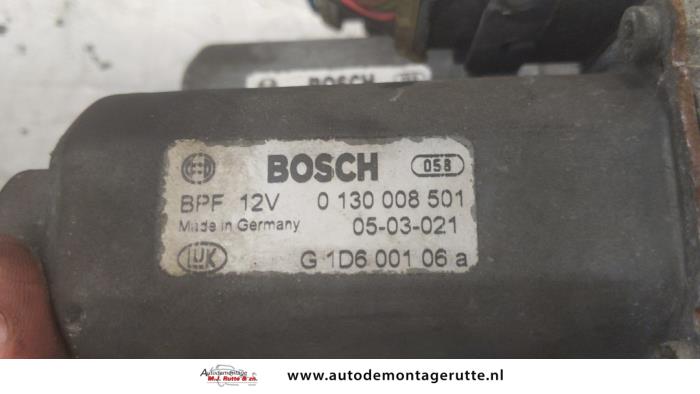 BOSCH
BOSCH 058
BPF 12V 0 130 008 501
Made in Germany 05-03-021
LUK G 1D6 001 06 a
Autodemontage
M.J. Rutte & zn.
www.autodemontagerutte.nl